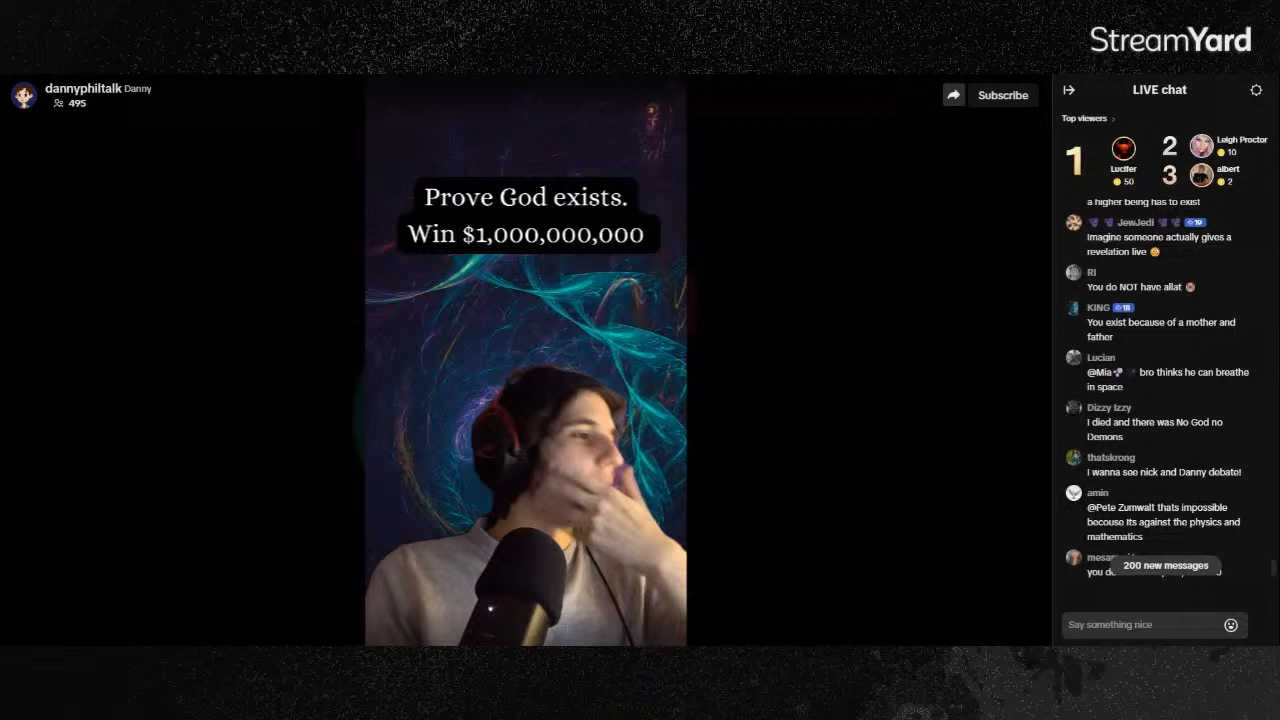 StreamYard
dannyphiltalk Danny
495
Subscribe
Prove God exists.
Win $1,000,000,000
LIVE chat
Top viewers
1
Lucifer
50
2
Leigh Proctor
10
3
albert
2
a higher being has to exist
JewJedi 19
Imagine someone actually gives a
revelation live
RI
You do NOT have allat
KING 18
You exist because of a mother and
father
Lucian
@Mia bro thinks he can breathe
in space
Dizzy Izzy
I died and there was No God no
Demons
thatskrong
I wanna see nick and Danny debate!
amin
@Pete Zumwalt thats impossible
becouse Its against the physics and
mathematics
200 new messages
Say something nice